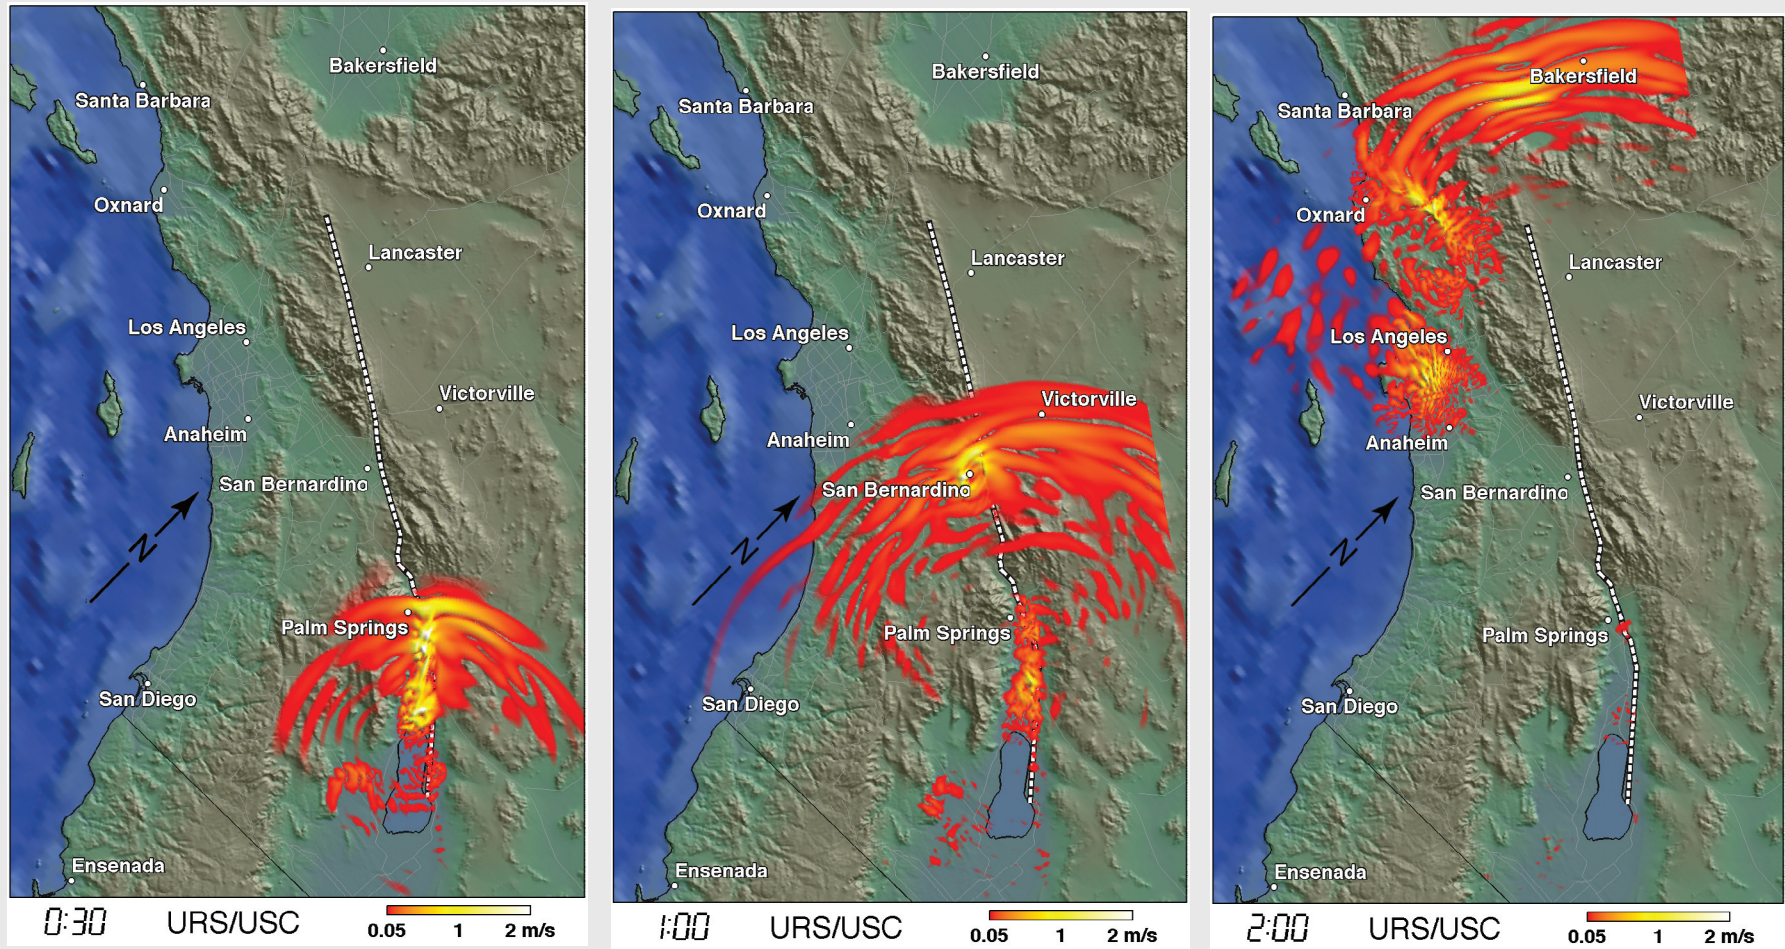 Bakersfield
Santa Barbara
Oxnard
Lancaster
Los Angeles
Victorville
Anaheim
San Bernardino
N
Palm Springs
San Diego
Ensenada
0:30 URS/USC 0.05 1 2 m/s
Bakersfield
Santa Barbara
Oxnard
Lancaster
Los Angeles
Victorville
Anaheim
San Bernardino
N
Palm Springs
San Diego
Ensenada
1:00 URS/USC 0.05 1 2 m/s
Bakersfield
Santa Barbara
Oxnard
Lancaster
Los Angeles
Victorville
Anaheim
San Bernardino
N
Palm Springs
San Diego
Ensenada
2:00 URS/USC 0.05 1 2 m/s